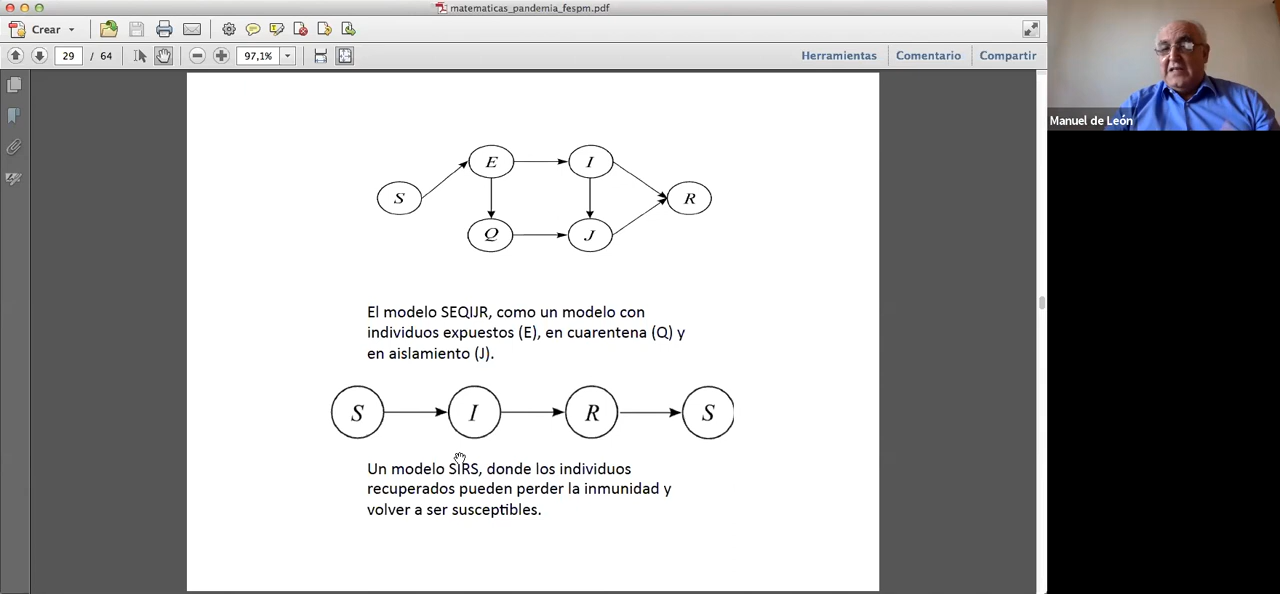 matematicas_pandemia_fespm.pdf
Crear
29 / 64
97,1%
Herramientas
Comentario
Compartir
Manuel de León
E
I
S
R
Q
J
El modelo SEQIJR, como un modelo con
individuos expuestos (E), en cuarentena (Q) y
en aislamiento (J).
S
I
R
S
Un modelo SIRS, donde los individuos
recuperados pueden perder la inmunidad y
volver a ser susceptibles.